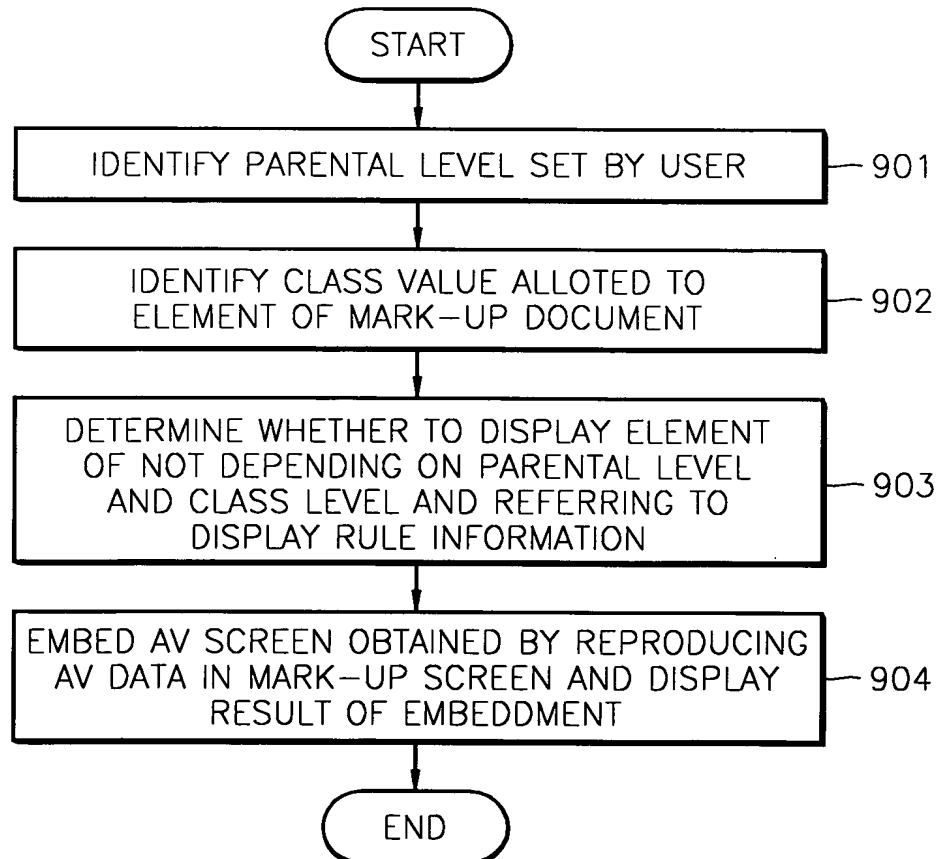 START
IDENTIFY PARENTAL LEVEL SET BY USER
901
IDENTIFY CLASS VALUE ALLOTED TO
ELEMENT OF MARK-UP DOCUMENT
902
DETERMINE WHETHER TO DISPLAY ELEMENT
OF NOT DEPENDING ON PARENTAL LEVEL
AND CLASS LEVEL AND REFERRING TO
DISPLAY RULE INFORMATION
903
EMBED AV SCREEN OBTAINED BY REPRODUCING
AV DATA IN MARK-UP SCREEN AND DISPLAY
RESULT OF EMBEDDMENT
904
END